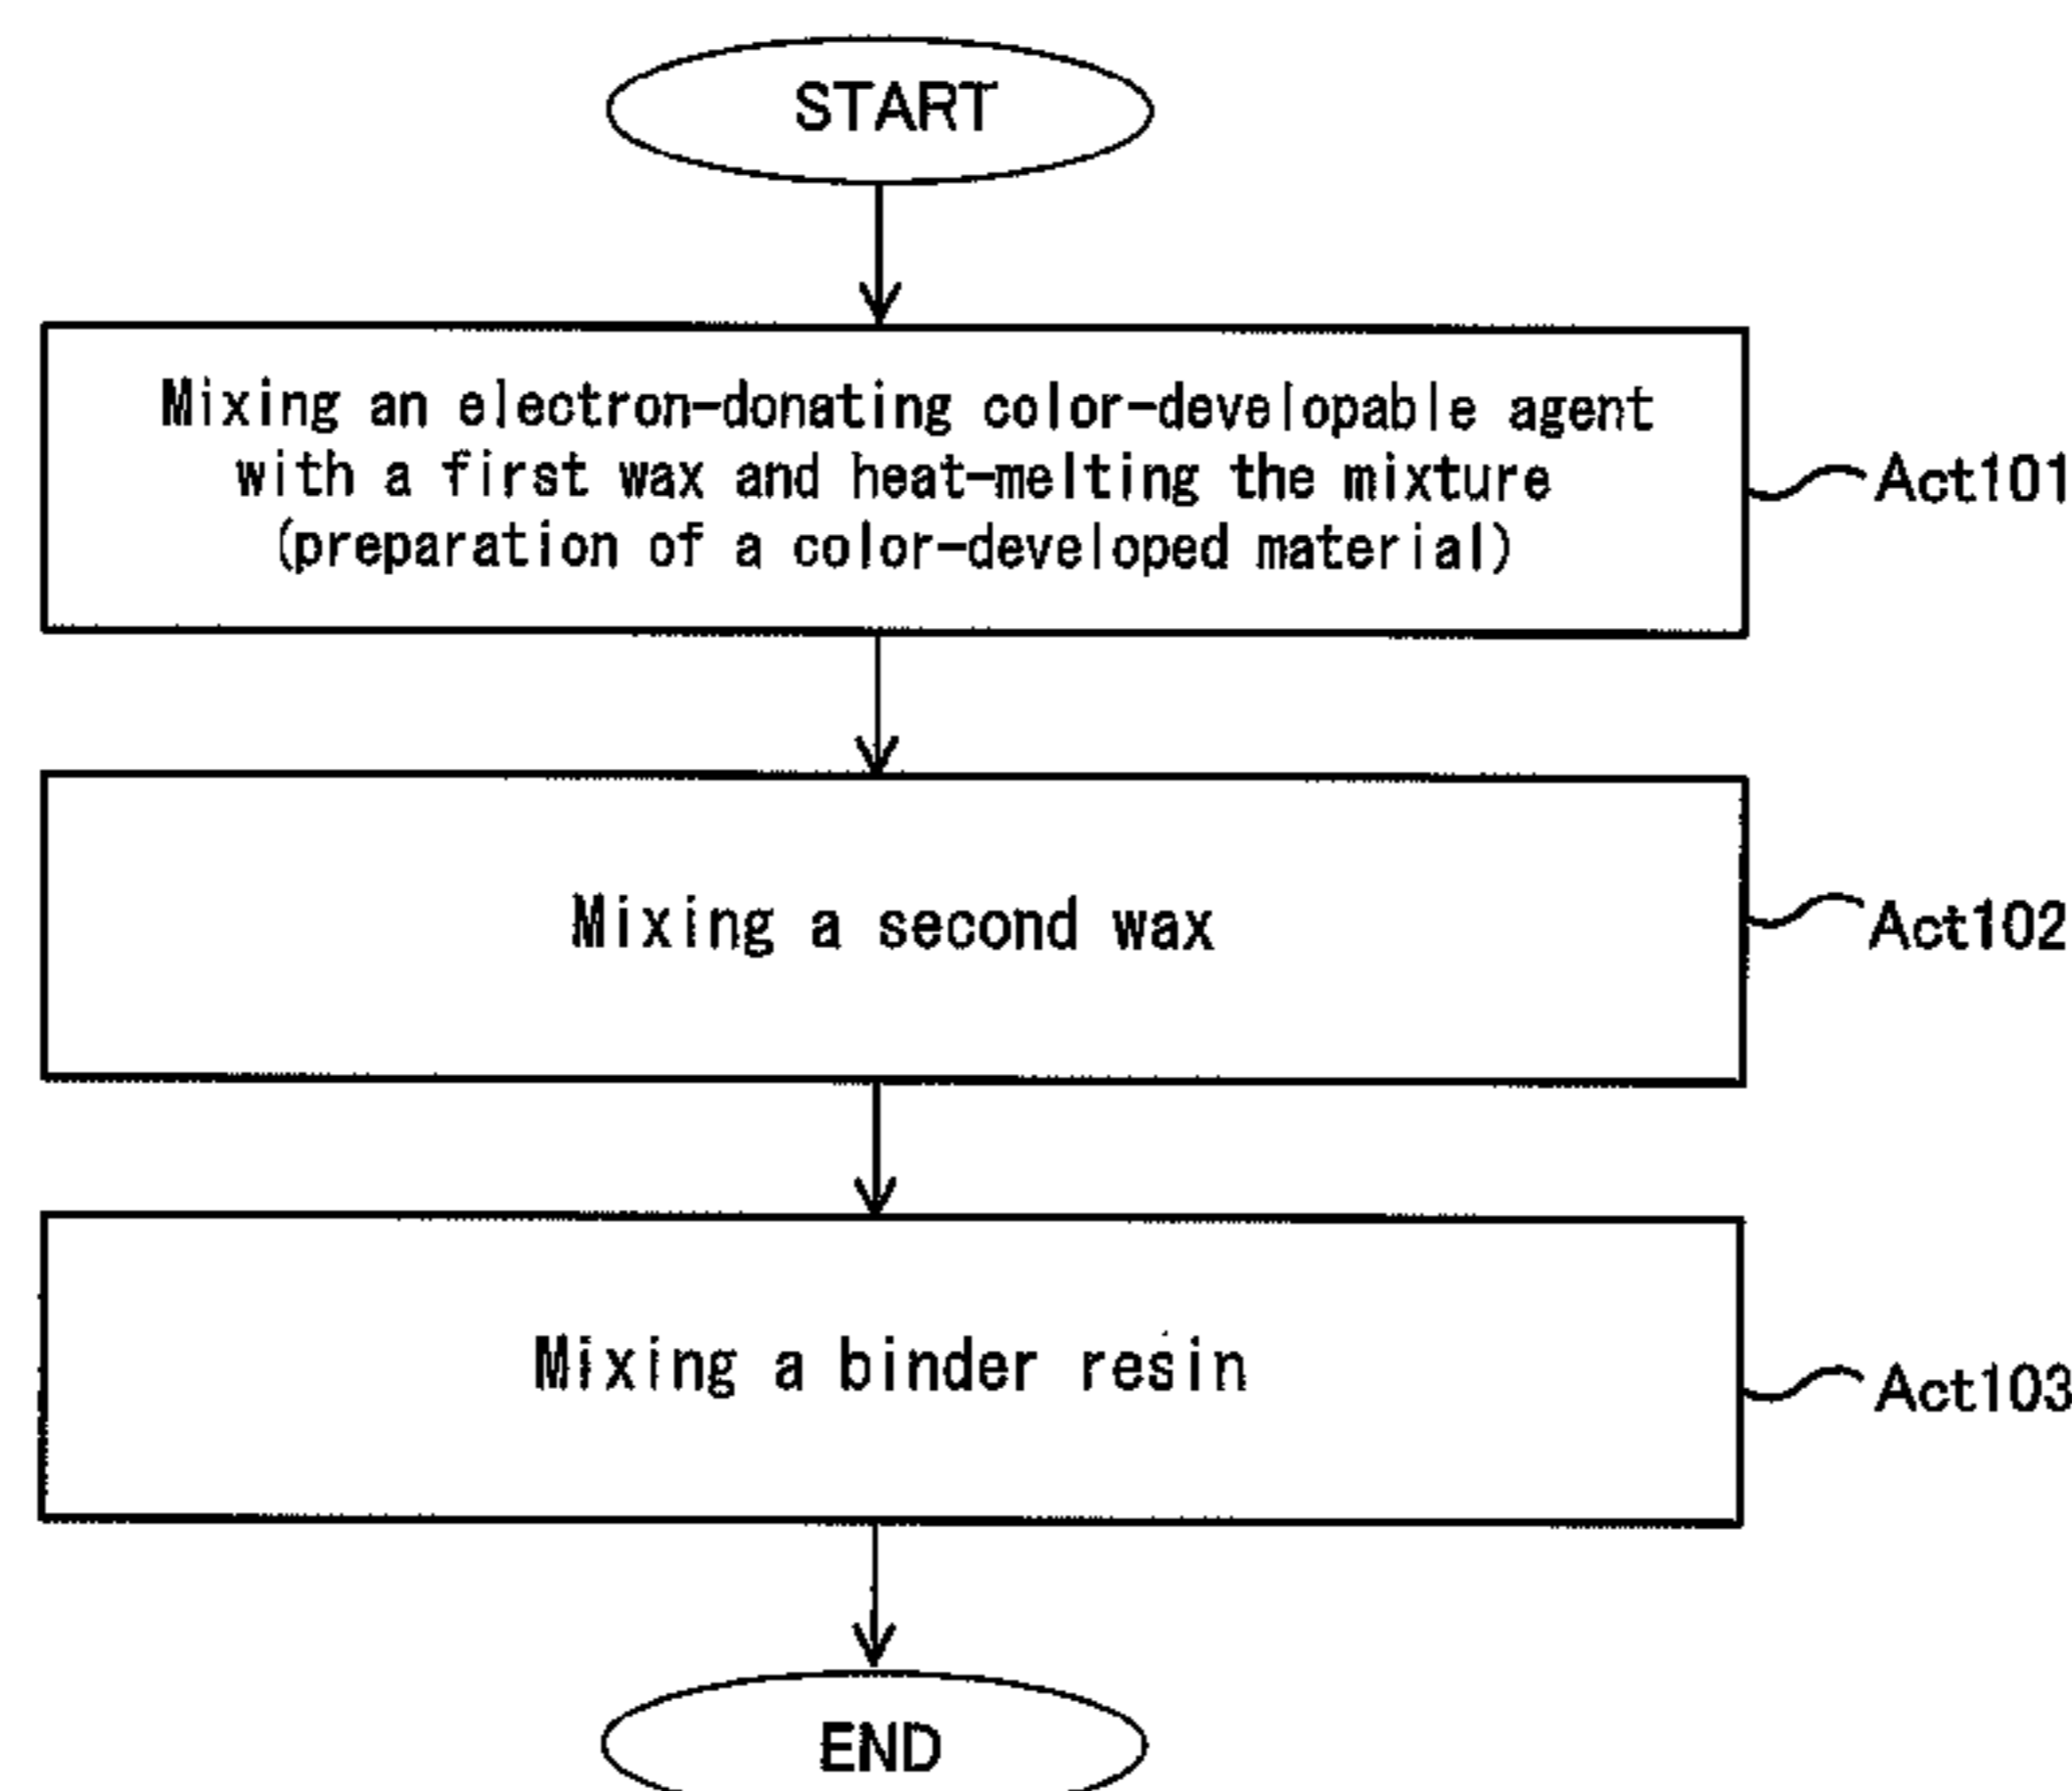 START
Mixing an electron-donating color-developable agent
with a first wax and heat-melting the mixture
(preparation of a color-developed material)
Act101
Mixing a second wax
Act102
Mixing a binder resin
Act103
END